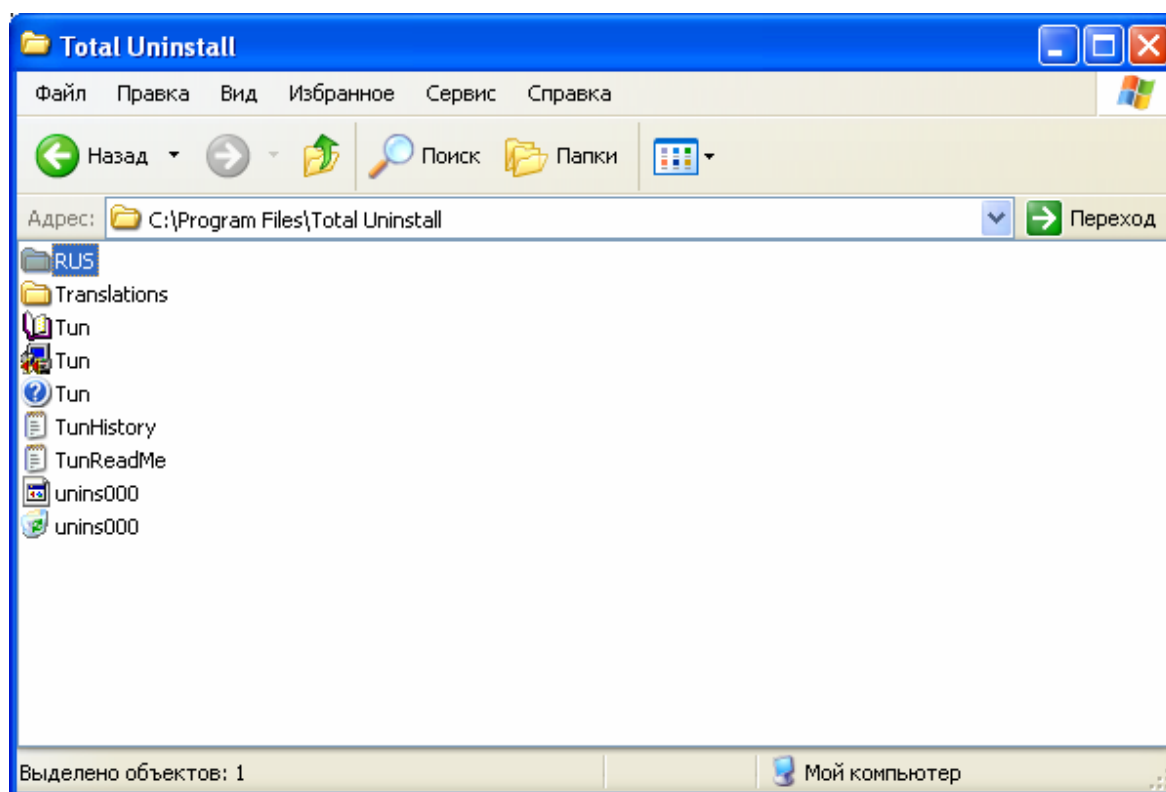 Total Uninstall
Файл Правка Вид Избранное Сервис Справка
Назад Поиск Папки
Адрес: C:\Program Files\Total Uninstall Переход
RUS
Translations
Tun
Tun
Tun
TunHistory
TunReadMe
unins000
unins000
Выделено объектов: 1 Мой компьютер